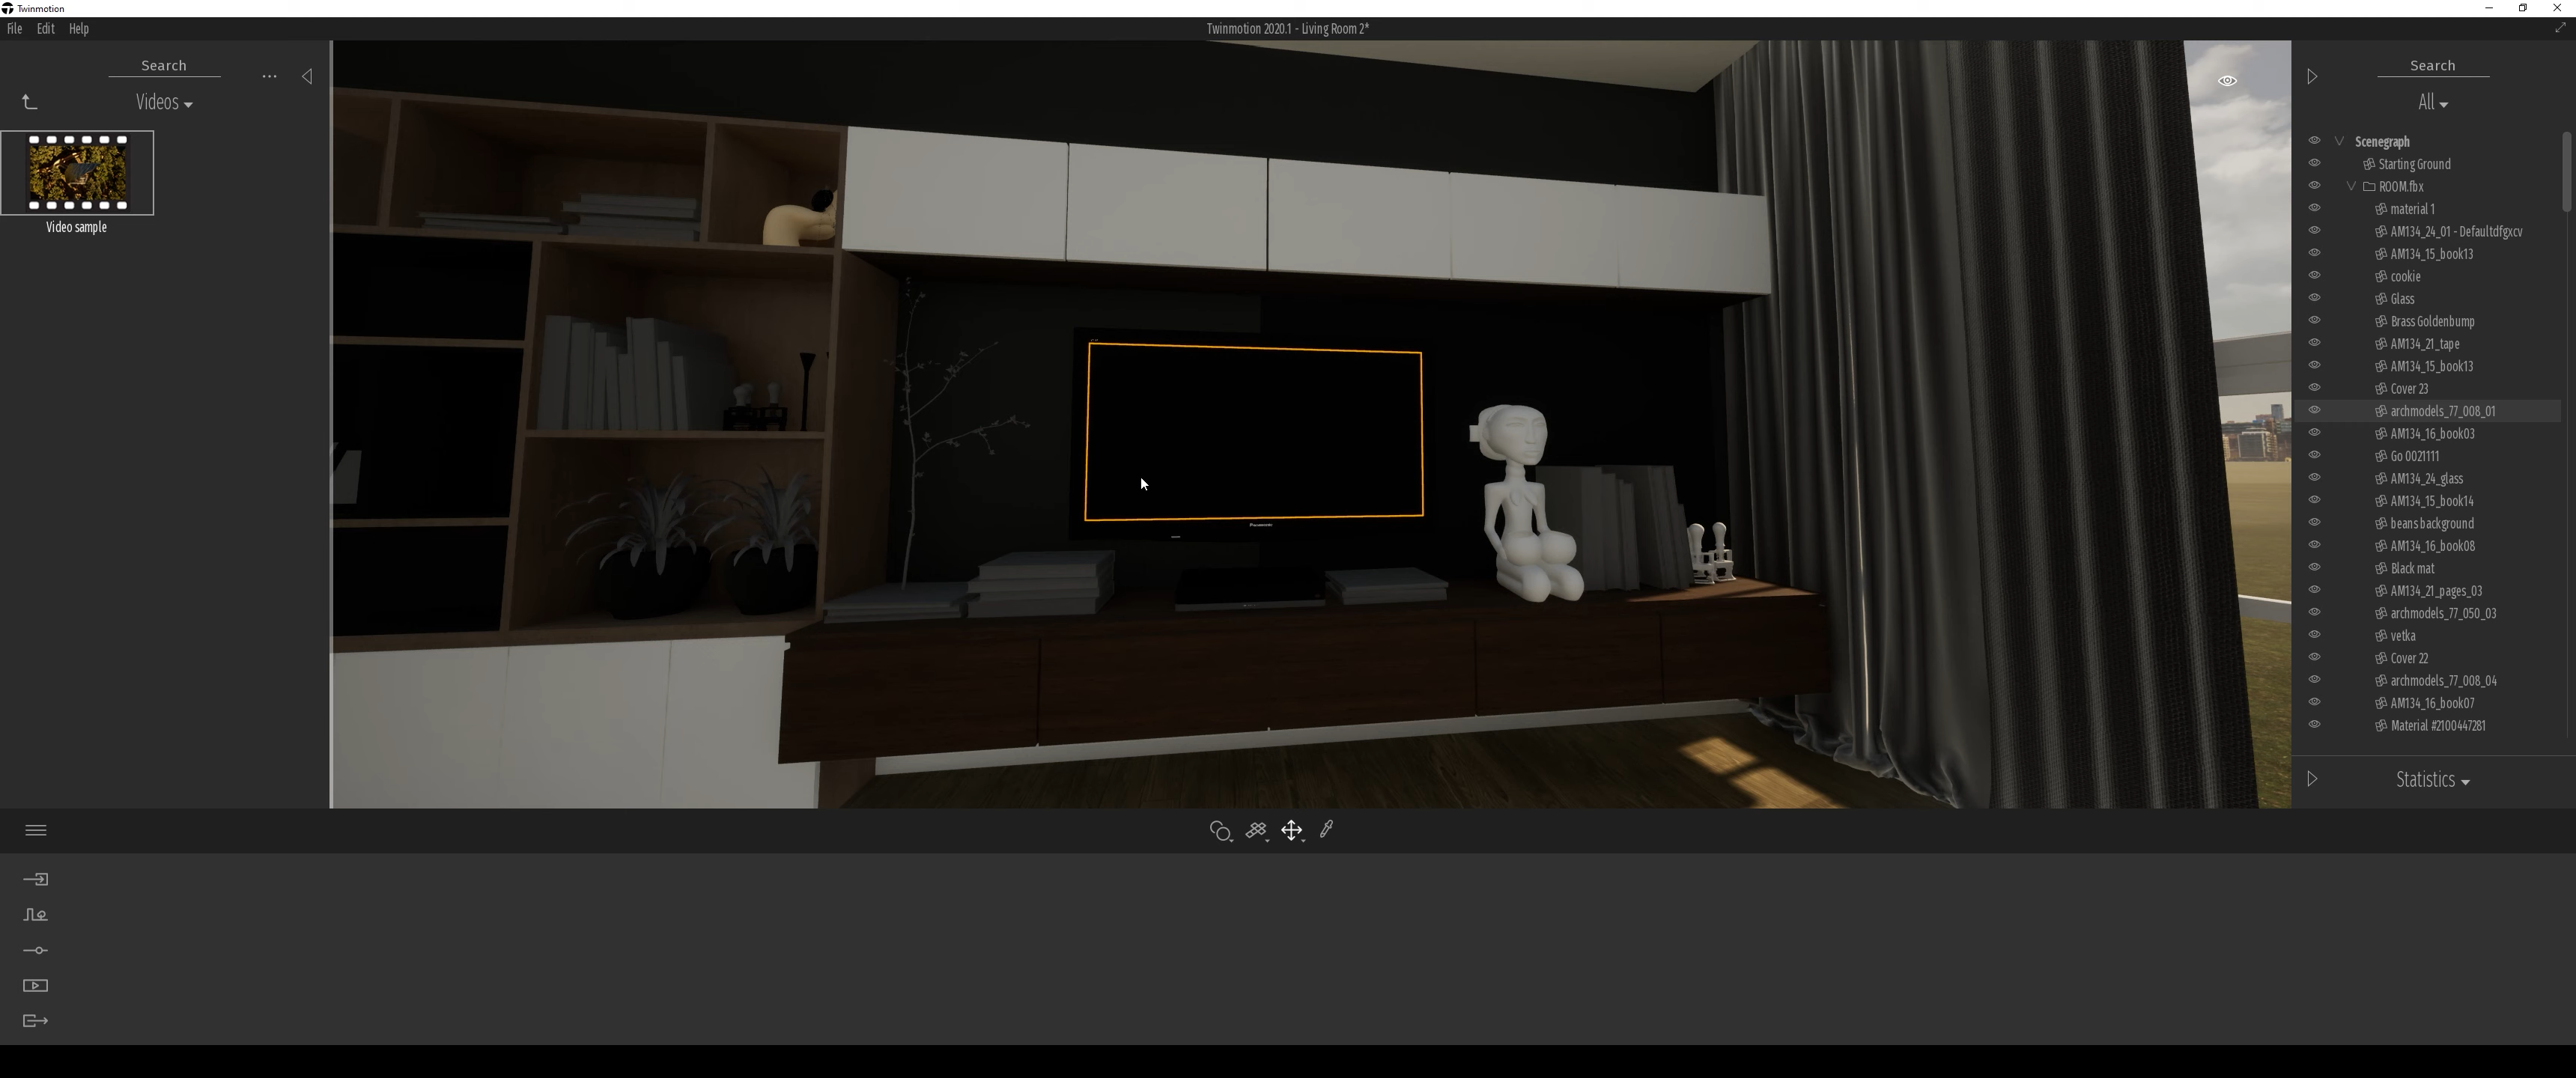 Twinmotion
File Edit Help
Twinmotion 2020.1 - Living Room 2*
Search
...
Videos
Video sample
Panasonic
Search
All
Scenegraph
Starting Ground
ROOM.fbx
material 1
AM134_24_01 - Defaultdfgxcv
AM134_15_book13
cookie
Glass
Brass Goldenbump
AM134_21_tape
AM134_15_book13
Cover 23
archmodels_77_008_01
AM134_16_book03
Go 0021111
AM134_24_glass
AM134_15_book14
beans background
AM134_16_book08
Black mat
AM134_21_pages_03
archmodels_77_050_03
vetka
Cover 22
archmodels_77_008_04
AM134_16_book07
Material #2100447281
Statistics